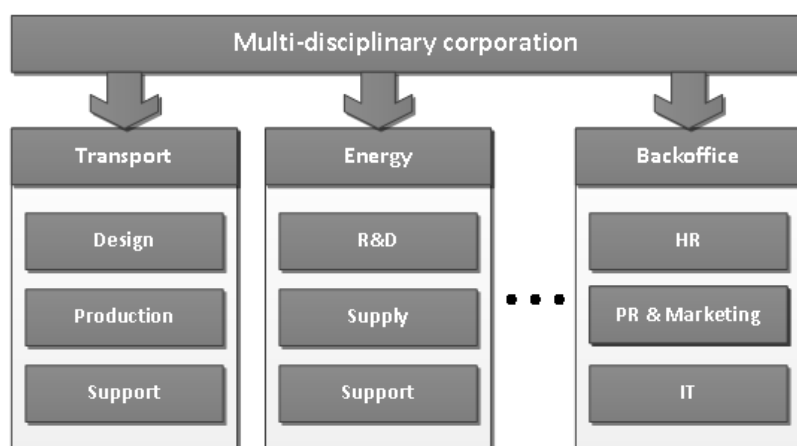 Multi-disciplinary corporation
Transport
Energy
Backoffice
Design
R&D
HR
Production
Supply
PR & Marketing
Support
Support
IT